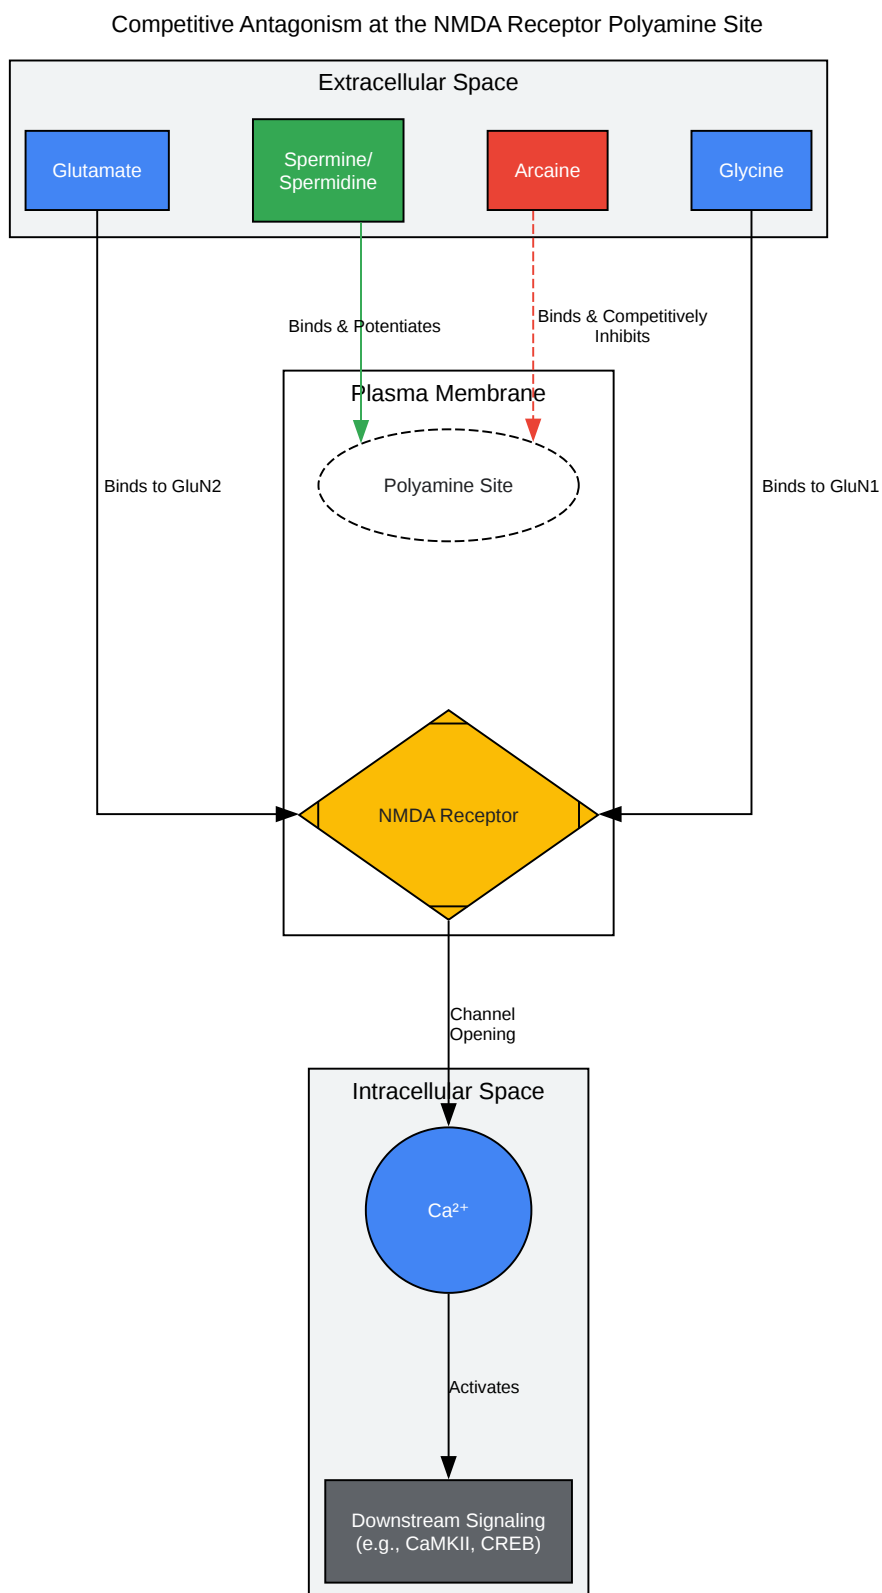 Competitive Antagonism at the NMDA Receptor Polyamine Site
Extracellular Space
Glutamate
Spermine/
Spermidine
Arcaine
Glycine
Binds & Potentiates
Binds & Competitively
Inhibits
Plasma Membrane
Polyamine Site
Binds to GluN2
Binds to GluN1
NMDA Receptor
Channel
Opening
Intracellular Space
Ca²⁺
Activates
Downstream Signaling
(e.g., CaMKII, CREB)